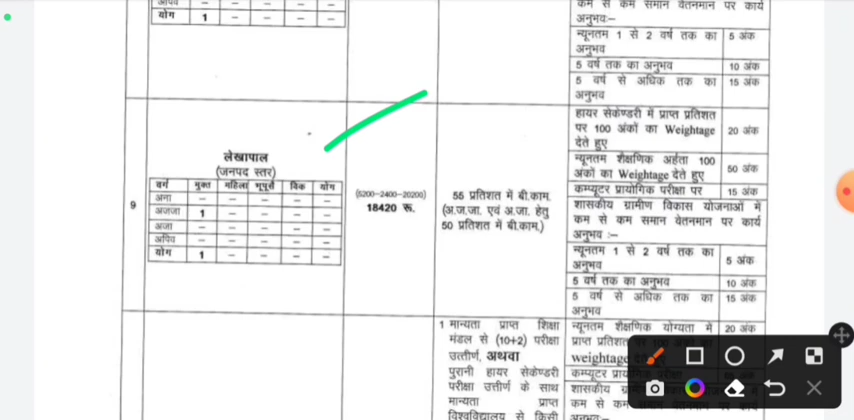 योग 1 – – – –
कम से कम समान वेतनमान पर कार्य
अनुभवः–
न्यूनतम 1 से 2 वर्ष तक का अनुभव 5 अंक
5 वर्ष तक का अनुभव 10 अंक
5 वर्ष से अधिक तक का अनुभव 15 अंक
9
लेखापाल
(जनपद स्तर)
वर्ग मुक्त महिला भूपूसै विक योग
अना – – – – –
अजजा 1 – – – –
अजा – – – – –
अपिव – – – – –
योग 1 – – – –
(5200–2400–20200)
18420 रू.
55 प्रतिशत में बी.काम.
(अ.ज.जा. एवं अ.जा. हेतु
50 प्रतिशत में बी.काम.)
हायर सेकेण्डरी में प्राप्त प्रतिशत
पर 100 अंकों का Weightage 20 अंक
देते हुए
न्यूनतम शैक्षणिक अर्हता 100
अंकों का Weightage देते हुए 50 अंक
कम्प्यूटर प्रायोगिक परीक्षा पर 15 अंक
शासकीय ग्रामीण विकास योजनाओं में
कम से कम समान वेतनमान पर कार्य
अनुभव :–
न्यूनतम 1 से 2 वर्ष तक का
अनुभव 5 अंक
5 वर्ष तक का अनुभव 10 अंक
5 वर्ष से अधिक तक का 15 अंक
अनुभव
1 मान्यता प्राप्त शिक्षा
मंडल से (10+2) परीक्षा
उत्तीर्ण, अथवा
पुरानी हायर सेकेण्डरी
परीक्षा उत्तीर्ण के साथ
मान्यता प्राप्त
विश्वविद्यालय से किसी
न्यूनतम शैक्षणिक योग्यता में 20 अंक
प्राप्त प्रतिशत
weightage
कम्प्यूटर
शासकीय
कम से कम